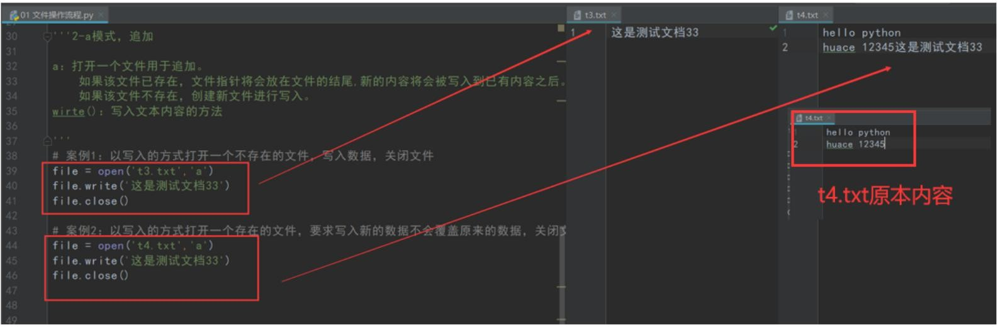 01 文件操作流程.py
30 '''2-a模式，追加
31
32 a：打开一个文件用于追加。
33 如果该文件已存在，文件指针将会放在文件的结尾,新的内容将会被写入到已有内容之后。
34 如果该文件不存在，创建新文件进行写入。
35 wirte()：写入文本内容的方法
36
37 '''
38 # 案例1：以写入的方式打开一个不存在的文件，写入数据，关闭文件
39 file = open('t3.txt','a')
40 file.write('这是测试文档33')
41 file.close()
42
43 # 案例2：以写入的方式打开一个存在的文件，要求写入新的数据不会覆盖原来的数据，关闭
44 file = open('t4.txt','a')
45 file.write('这是测试文档33')
46 file.close()
47
48
49
t3.txt
1 这是测试文档33
t4.txt
1 hello python
2 huace 12345这是测试文档33
t4.txt
1 hello python
2 huace 12345
t4.txt原本内容